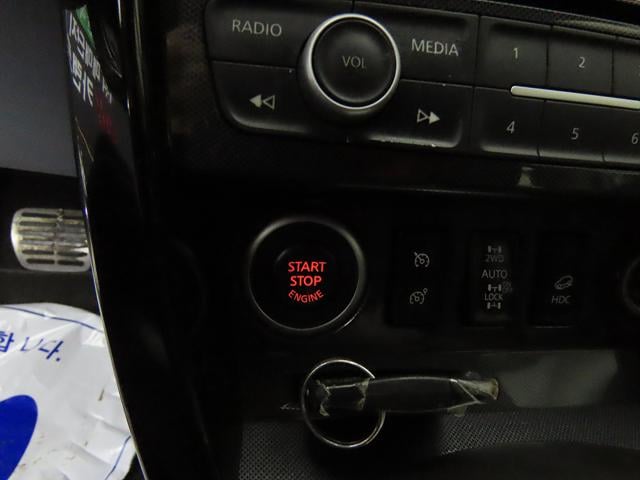 RADIO
VOL
MEDIA
1
2
4
5
6
START
STOP
ENGINE
2WD
AUTO
LOCK
HDC